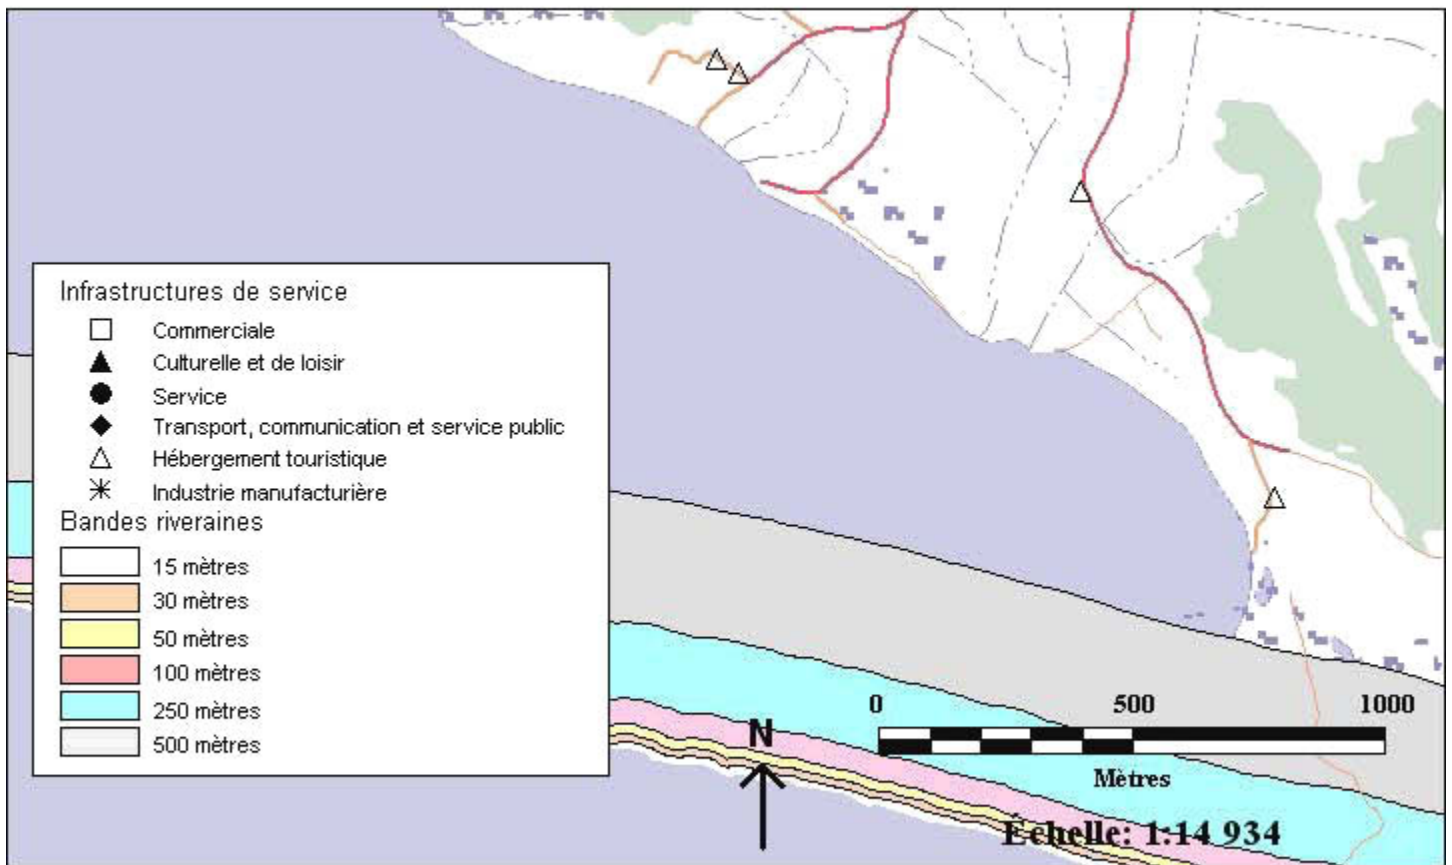 Infrastructures de service
Commerciale
Culturelle et de loisir
Service
Transport, communication et service public
Hébergement touristique
Industrie manufacturière
Bandes riveraines
15 mètres
30 mètres
50 mètres
100 mètres
250 mètres
500 mètres
N
0 500 1000
Mètres
Échelle: 1:14 934